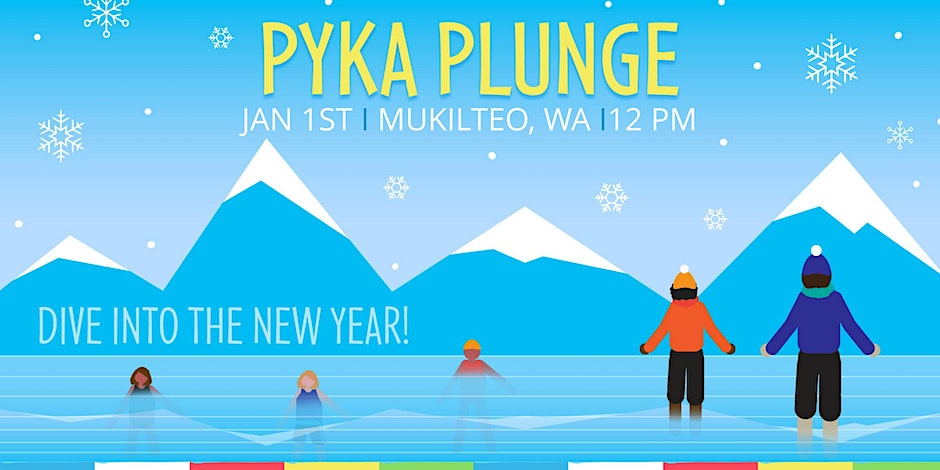 PYKA PLUNGE
JAN 1ST | MUKILTEO, WA |12 PM
DIVE INTO THE NEW YEAR!